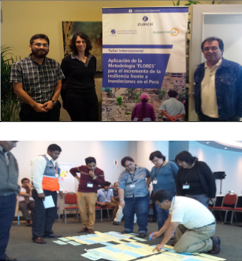 Taller Internacional
Aplicación de la
Metodología "FLORES"
para el incremento de la
resiliencia frente a
inundaciones en el Perú